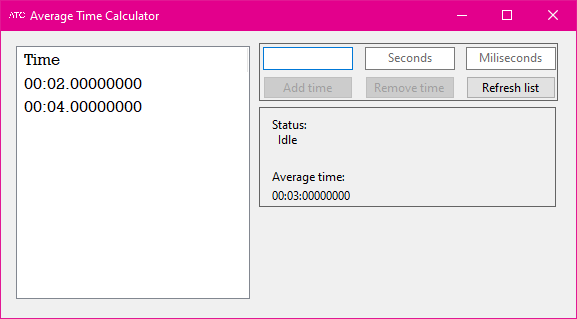 ATC Average Time Calculator
Time
00:02.00000000
00:04.00000000
Seconds Miliseconds
Add time Remove time Refresh list
Status:
Idle
Average time:
00:03:00000000